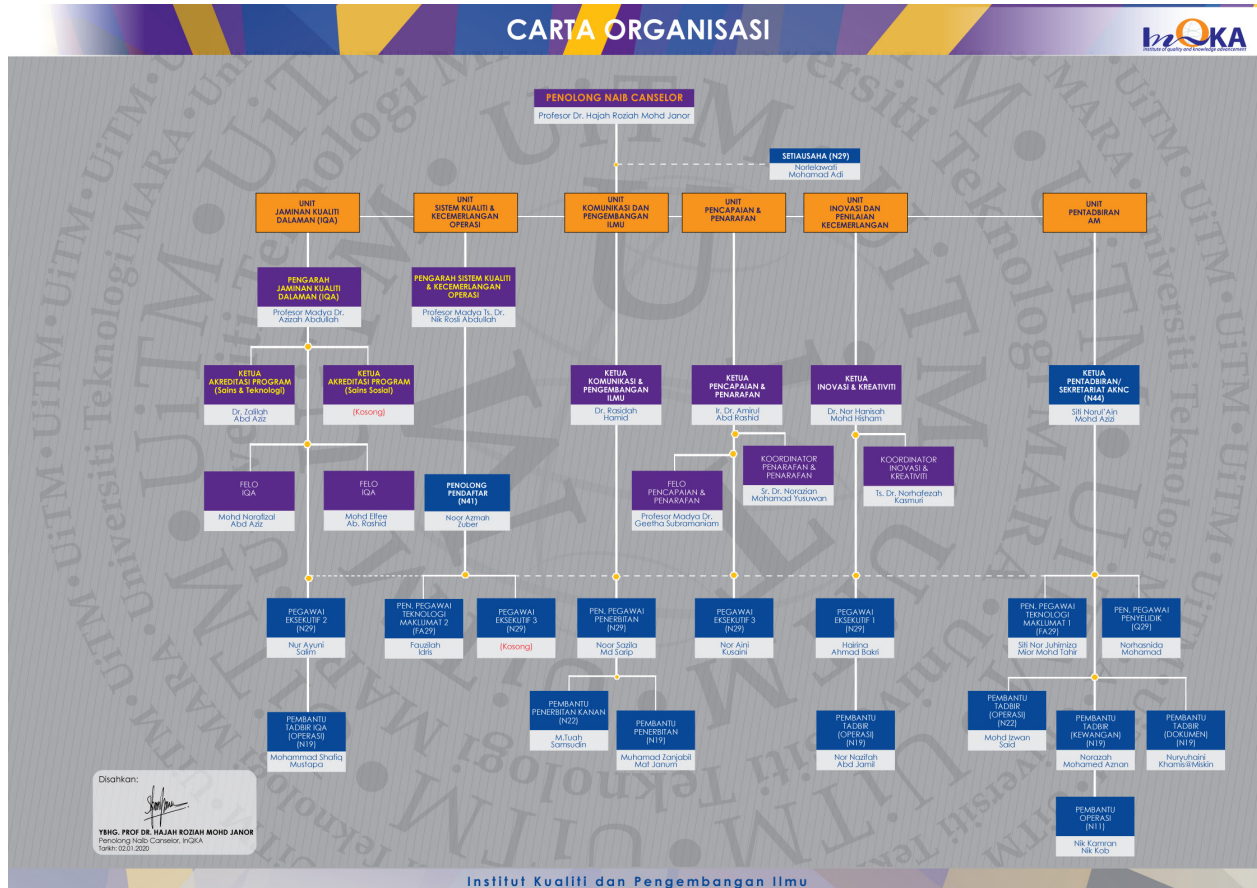 CARTA ORGANISASI
InQKA
institute of quality and knowledge advancement
PENOLONG NAIB CANSELOR
Profesor Dr. Hajah Roziah Mohd Janor
SETIAUSAHA (N29)
Norlelawati
Mohamad Adi
UNIT
JAMINAN KUALITI
DALAMAN (IQA)
UNIT
SISTEM KUALITI &
KECEMERLANGAN
OPERASI
UNIT
KOMUNIKASI DAN
PENGEMBANGAN
ILMU
UNIT
PENCAPAIAN &
PENARAFAN
UNIT
INOVASI DAN
PENILAIAN
KECEMERLANGAN
UNIT
PENTADBIRAN
AM
PENGARAH
JAMINAN KUALITI
DALAMAN (IQA)
Profesor Madya Dr.
Azizah Abdullah
PENGARAH SISTEM KUALITI
& KECEMERLANGAN
OPERASI
Profesor Madya Ts. Dr.
Nik Rosli Abdullah
KETUA
AKREDITASI PROGRAM
(Sains & Teknologi)
Dr. Zalilah
Abd Aziz
KETUA
AKREDITASI PROGRAM
(Sains Sosial)
(Kosong)
KETUA
KOMUNIKASI &
PENGEMBANGAN
ILMU
Dr. Rasidah
Hamid
KETUA
PENCAPAIAN &
PENARAFAN
Ir. Dr. Amirul
Abd Rashid
KETUA
INOVASI & KREATIVITI
Dr. Nor Hanisah
Mohd Hisham
KETUA
PENTADBIRAN/
SEKRETARIAT AKNC
(N44)
Siti Norul'Ain
Mohd Azizi
FELO
IQA
Mohd Norafizal
Abd Aziz
FELO
IQA
Mohd Elfee
Ab. Rashid
PENOLONG
PENDAFTAR
(N41)
Noor Azmah
Zuber
FELO
PENCAPAIAN &
PENARAFAN
Profesor Madya Dr.
Geetha Subramaniam
KOORDINATOR
PENARAFAN &
PENARAFAN
Sr. Dr. Norazian
Mohamad Yusuwan
KOORDINATOR
INOVASI &
KREATIVITI
Ts. Dr. Norhafezah
Kasmuri
PEGAWAI
EKSEKUTIF 2
(N29)
Nur Ayuni
Salim
PEN. PEGAWAI
TEKNOLOGI
MAKLUMAT 2
(FA29)
Fauzilah
Idris
PEGAWAI
EKSEKUTIF 3
(N29)
(Kosong)
PEN. PEGAWAI
PENERBITAN
(N29)
Noor Sazila
Md Sarip
PEGAWAI
EKSEKUTIF 3
(N29)
Nor Aini
Kusaini
PEGAWAI
EKSEKUTIF 1
(N29)
Hairina
Ahmad Bakri
PEN. PEGAWAI
TEKNOLOGI
MAKLUMAT 1
(FA29)
Siti Nor Juhirniza
Mior Mohd Tahir
PEN. PEGAWAI
PENYELIDIK
(Q29)
Norhasnida
Mohamad
PEMBANTU
TADBIR IQA
(OPERASI)
(N19)
Mohammad Shafiq
Mustapa
PEMBANTU
PENERBITAN KANAN
(N22)
M.Tuah
Samsudin
PEMBANTU
PENERBITAN
(N19)
Muhamad Zanjabil
Mat Janum
PEMBANTU
TADBIR
(OPERASI)
(N19)
Nor Nazifah
Abd Jamil
PEMBANTU
TADBIR
(OPERASI)
(N22)
Mohd Izwan
Said
PEMBANTU
TADBIR
(KEWANGAN)
(N19)
Norazah
Mohamed Aznan
PEMBANTU
TADBIR
(DOKUMEN)
(N19)
Nuryuhaini
Khamis@Miskin
PEMBANTU
OPERASI
(N11)
Nik Kamran
Nik Kob
Disahkan:
YBHG. PROF DR. HAJAH ROZIAH MOHD JANOR
Penolong Naib Canselor, InQKA
Tarikh: 02.01.2020
Institut Kualiti dan Pengembangan Ilmu